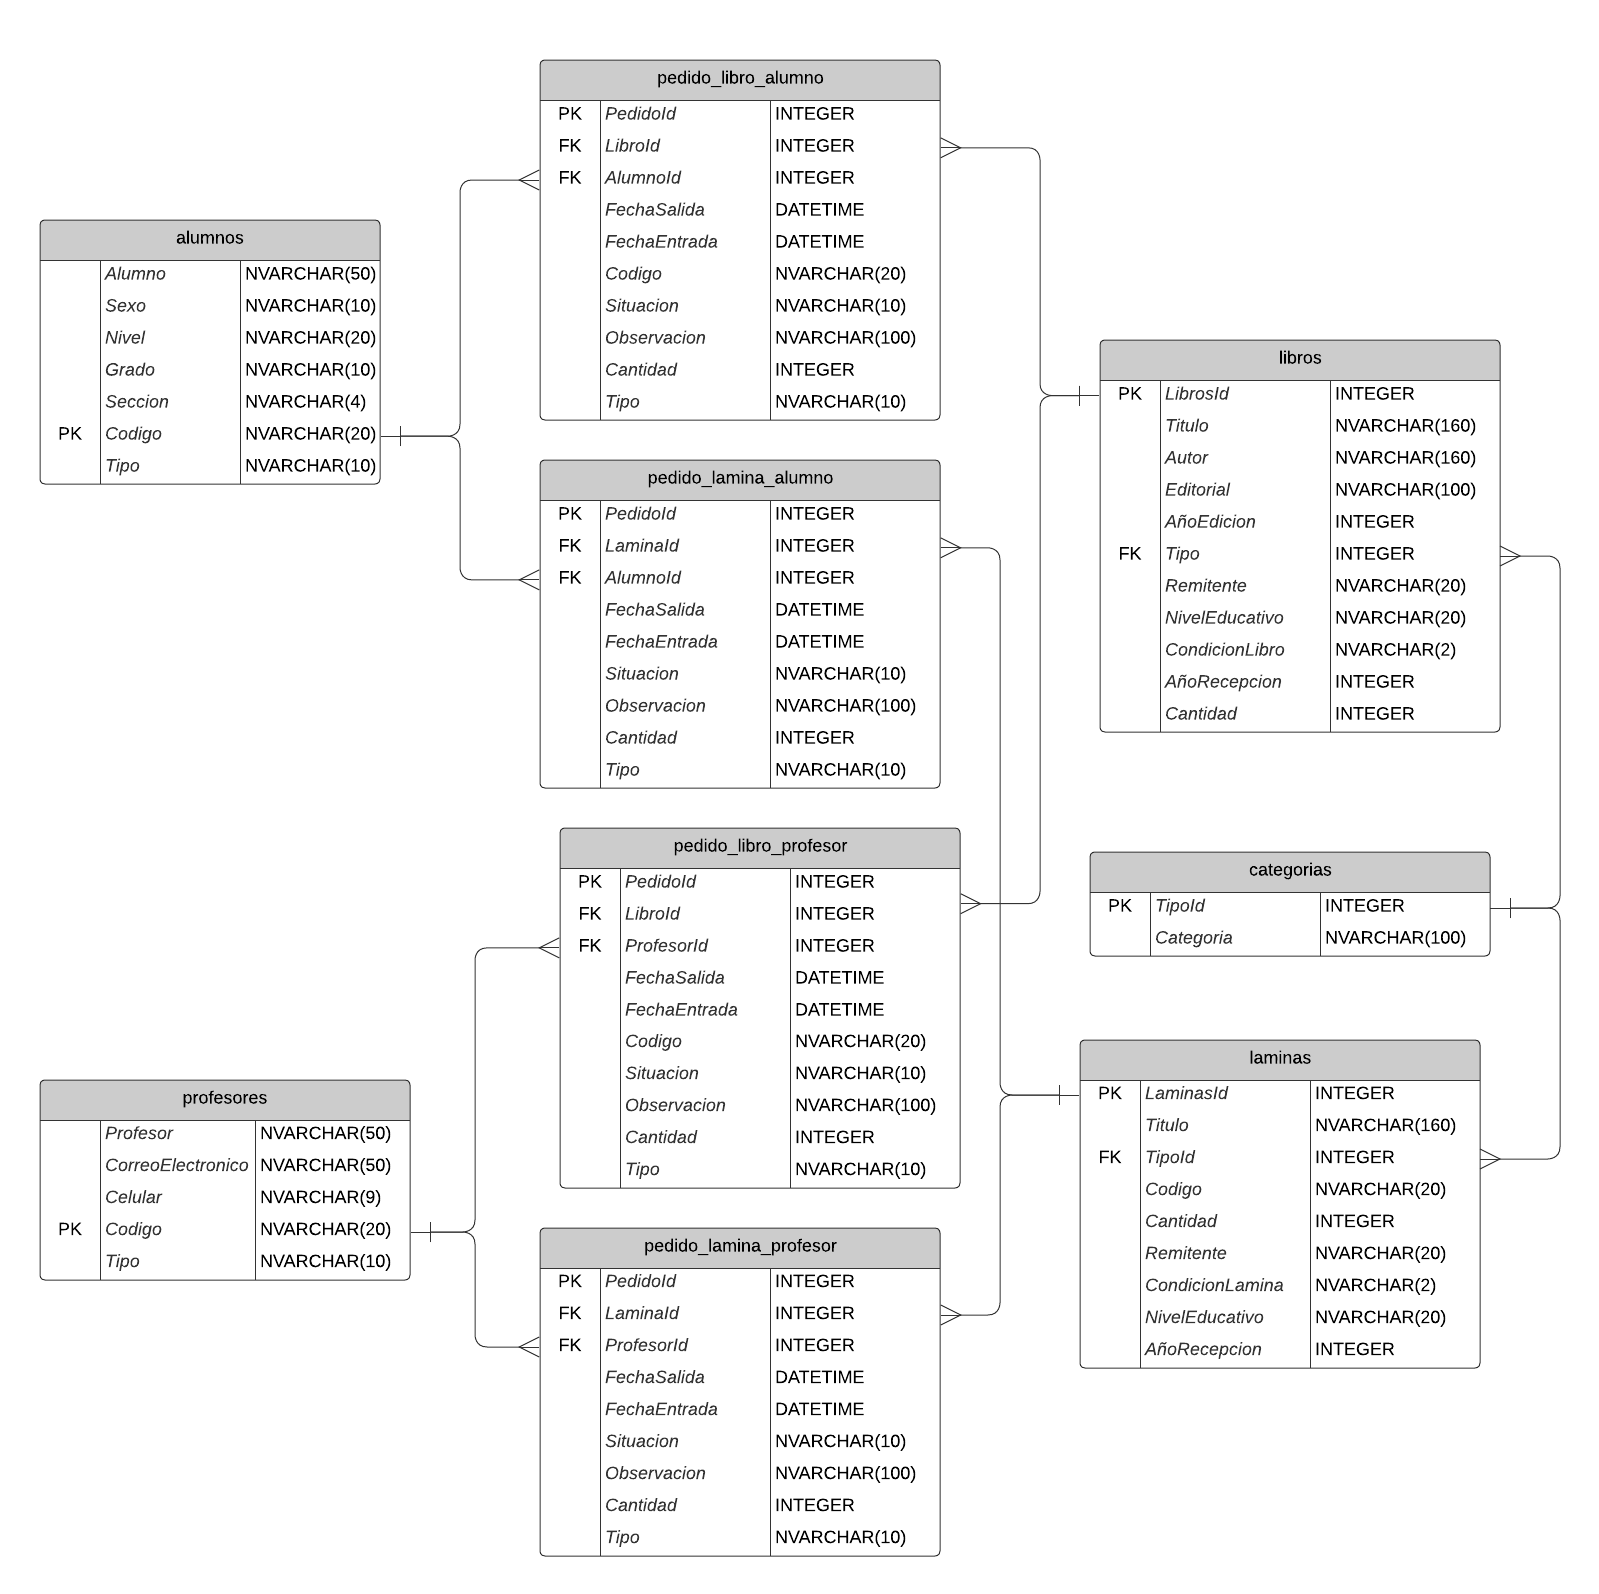 pedido_libro_alumno
PK PedidoId INTEGER
FK LibroId INTEGER
FK AlumnoId INTEGER
FechaSalida DATETIME
FechaEntrada DATETIME
Codigo NVARCHAR(20)
Situacion NVARCHAR(10)
Observacion NVARCHAR(100)
Cantidad INTEGER
Tipo NVARCHAR(10)
alumnos
Alumno NVARCHAR(50)
Sexo NVARCHAR(10)
Nivel NVARCHAR(20)
Grado NVARCHAR(10)
Seccion NVARCHAR(4)
PK Codigo NVARCHAR(20)
Tipo NVARCHAR(10)
libros
PK LibrosId INTEGER
Titulo NVARCHAR(160)
Autor NVARCHAR(160)
Editorial NVARCHAR(100)
AñoEdicion INTEGER
FK Tipo INTEGER
Remitente NVARCHAR(20)
NivelEducativo NVARCHAR(20)
CondicionLibro NVARCHAR(2)
AñoRecepcion INTEGER
Cantidad INTEGER
pedido_lamina_alumno
PK PedidoId INTEGER
FK LaminaId INTEGER
FK AlumnoId INTEGER
FechaSalida DATETIME
FechaEntrada DATETIME
Situacion NVARCHAR(10)
Observacion NVARCHAR(100)
Cantidad INTEGER
Tipo NVARCHAR(10)
pedido_libro_profesor
PK PedidoId INTEGER
FK LibroId INTEGER
FK ProfesorId INTEGER
FechaSalida DATETIME
FechaEntrada DATETIME
Codigo NVARCHAR(20)
Situacion NVARCHAR(10)
Observacion NVARCHAR(100)
Cantidad INTEGER
Tipo NVARCHAR(10)
categorias
PK TipoId INTEGER
Categoria NVARCHAR(100)
profesores
Profesor NVARCHAR(50)
CorreoElectronico NVARCHAR(50)
Celular NVARCHAR(9)
PK Codigo NVARCHAR(20)
Tipo NVARCHAR(10)
laminas
PK LaminasId INTEGER
Titulo NVARCHAR(160)
FK TipoId INTEGER
Codigo NVARCHAR(20)
Cantidad INTEGER
Remitente NVARCHAR(20)
CondicionLamina NVARCHAR(2)
NivelEducativo NVARCHAR(20)
AñoRecepcion INTEGER
pedido_lamina_profesor
PK PedidoId INTEGER
FK LaminaId INTEGER
FK ProfesorId INTEGER
FechaSalida DATETIME
FechaEntrada DATETIME
Situacion NVARCHAR(10)
Observacion NVARCHAR(100)
Cantidad INTEGER
Tipo NVARCHAR(10)